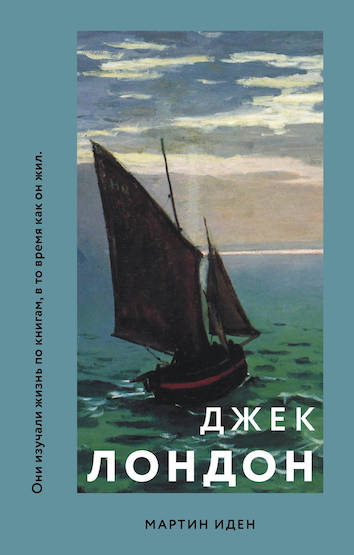 Они изучали жизнь по книгам, в то время как он жил.
ДЖЕК
ЛОНДОН
МАРТИН ИДЕН